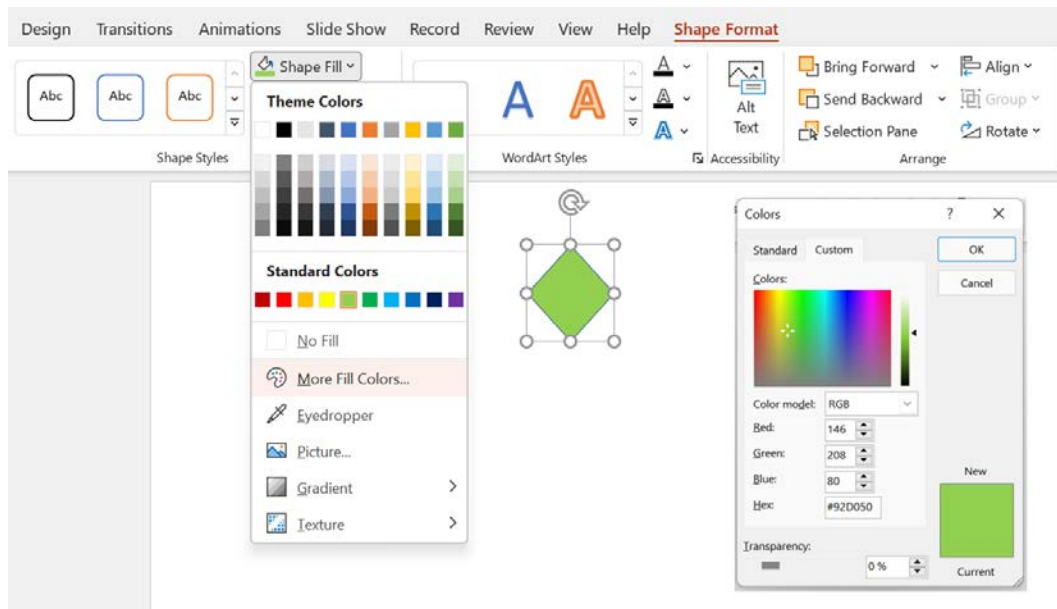 Design Transitions Animations Slide Show Record Review View Help Shape Format
Abc Abc Abc
Shape Fill
A A
A
A
A
Alt
Text
Bring Forward
Send Backward
Selection Pane
Align
Group
Rotate
Shape Styles
WordArt Styles
Accessibility
Arrange
Theme Colors
Standard Colors
No Fill
More Fill Colors...
Eyedropper
Picture...
Gradient
Texture
Colors ?
Standard Custom
OK
Cancel
Colors:
Color model: RGB
Red: 146
Green: 208
Blue: 80
Hex: #92D050
Transparency:
0 %
New
Current